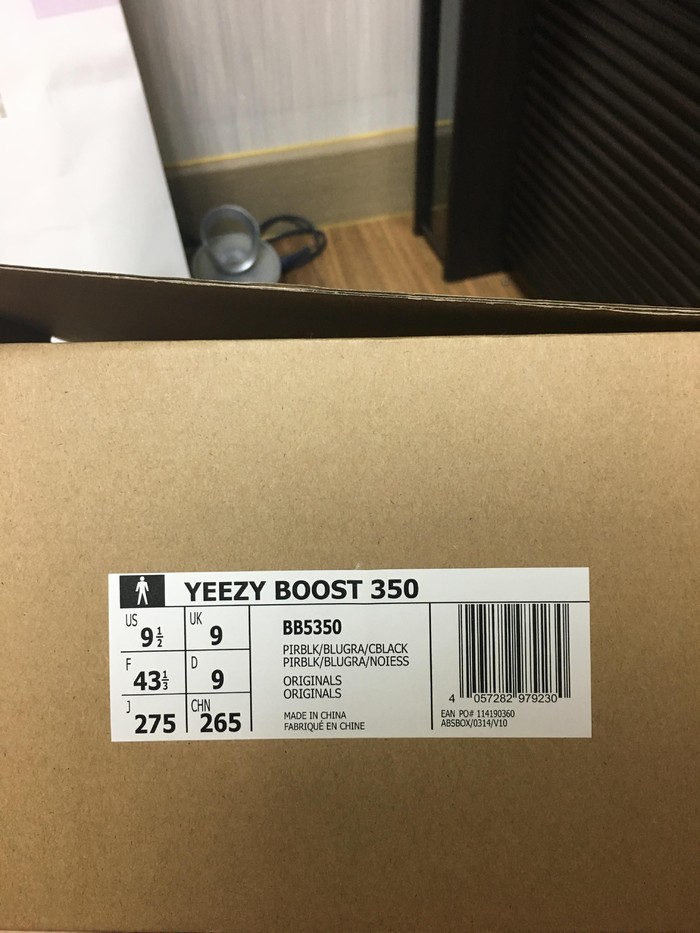 YEEZY BOOST 350
US 9½
UK 9
F 43⅓
D 9
J 275
CHN 265
BB5350
PIRBLK/BLUGRA/CBLACK
PIRBLK/BLUGRA/NOIESS
ORIGINALS
ORIGINALS
MADE IN CHINA
FABRIQUÉ EN CHINE
4 057282 979230
EAN PO# 114190360
ABSBOX/0314/V10